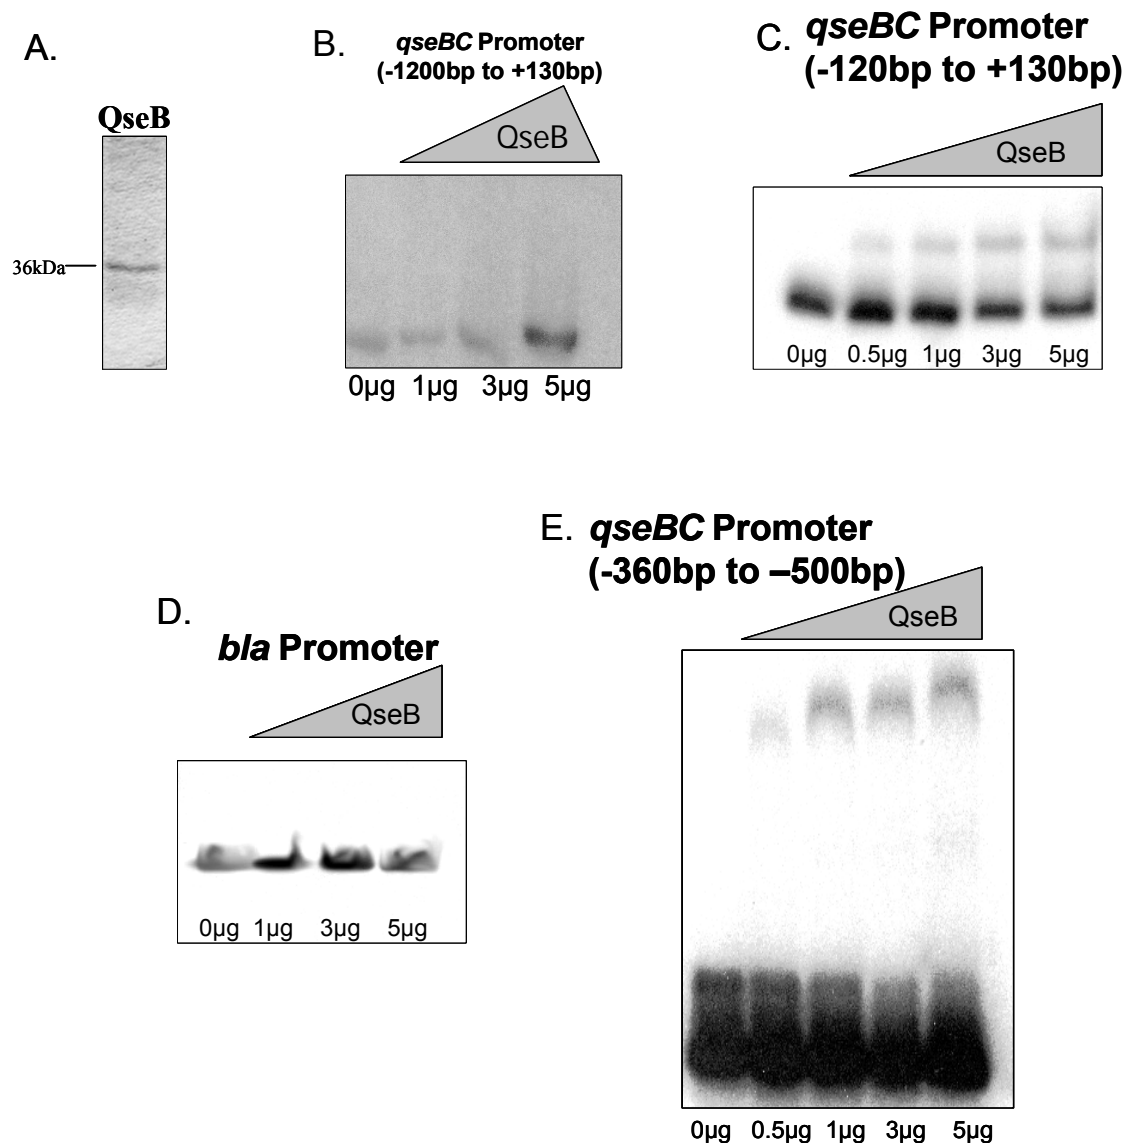 A.
QseB
36kDa
B.
qseBC Promoter
(-1200bp to +130bp)
QseB
0µg 1µg 3µg 5µg
C. qseBC Promoter
(-120bp to +130bp)
QseB
0µg 0.5µg 1µg 3µg 5µg
D.
bla Promoter
QseB
0µg 1µg 3µg 5µg
E. qseBC Promoter
(-360bp to –500bp)
QseB
0µg 0.5µg 1µg 3µg 5µg